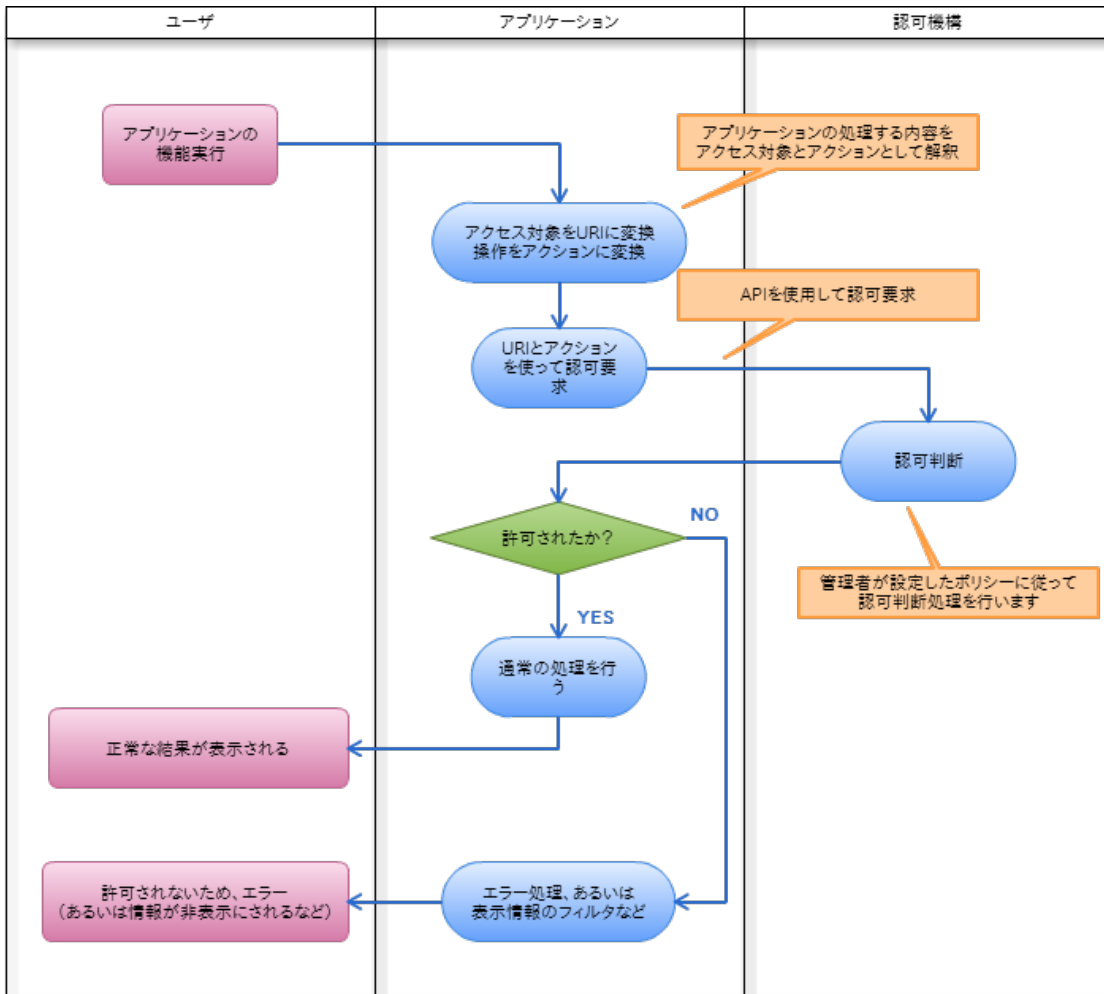 ユーザ
アプリケーション
認可機構
アプリケーションの
機能実行
アプリケーションの処理する内容を
アクセス対象とアクションとして解釈
アクセス対象をURIに変換
操作をアクションに変換
APIを使用して認可要求
URIとアクション
を使って認可要
求
認可判断
許可されたか？
NO
管理者が設定したポリシーに従って
認可判断処理を行います
YES
通常の処理を行
う
正常な結果が表示される
許可されないため、エラー
（あるいは情報が非表示にされるなど）
エラー処理、あるいは
表示情報のフィルタなど